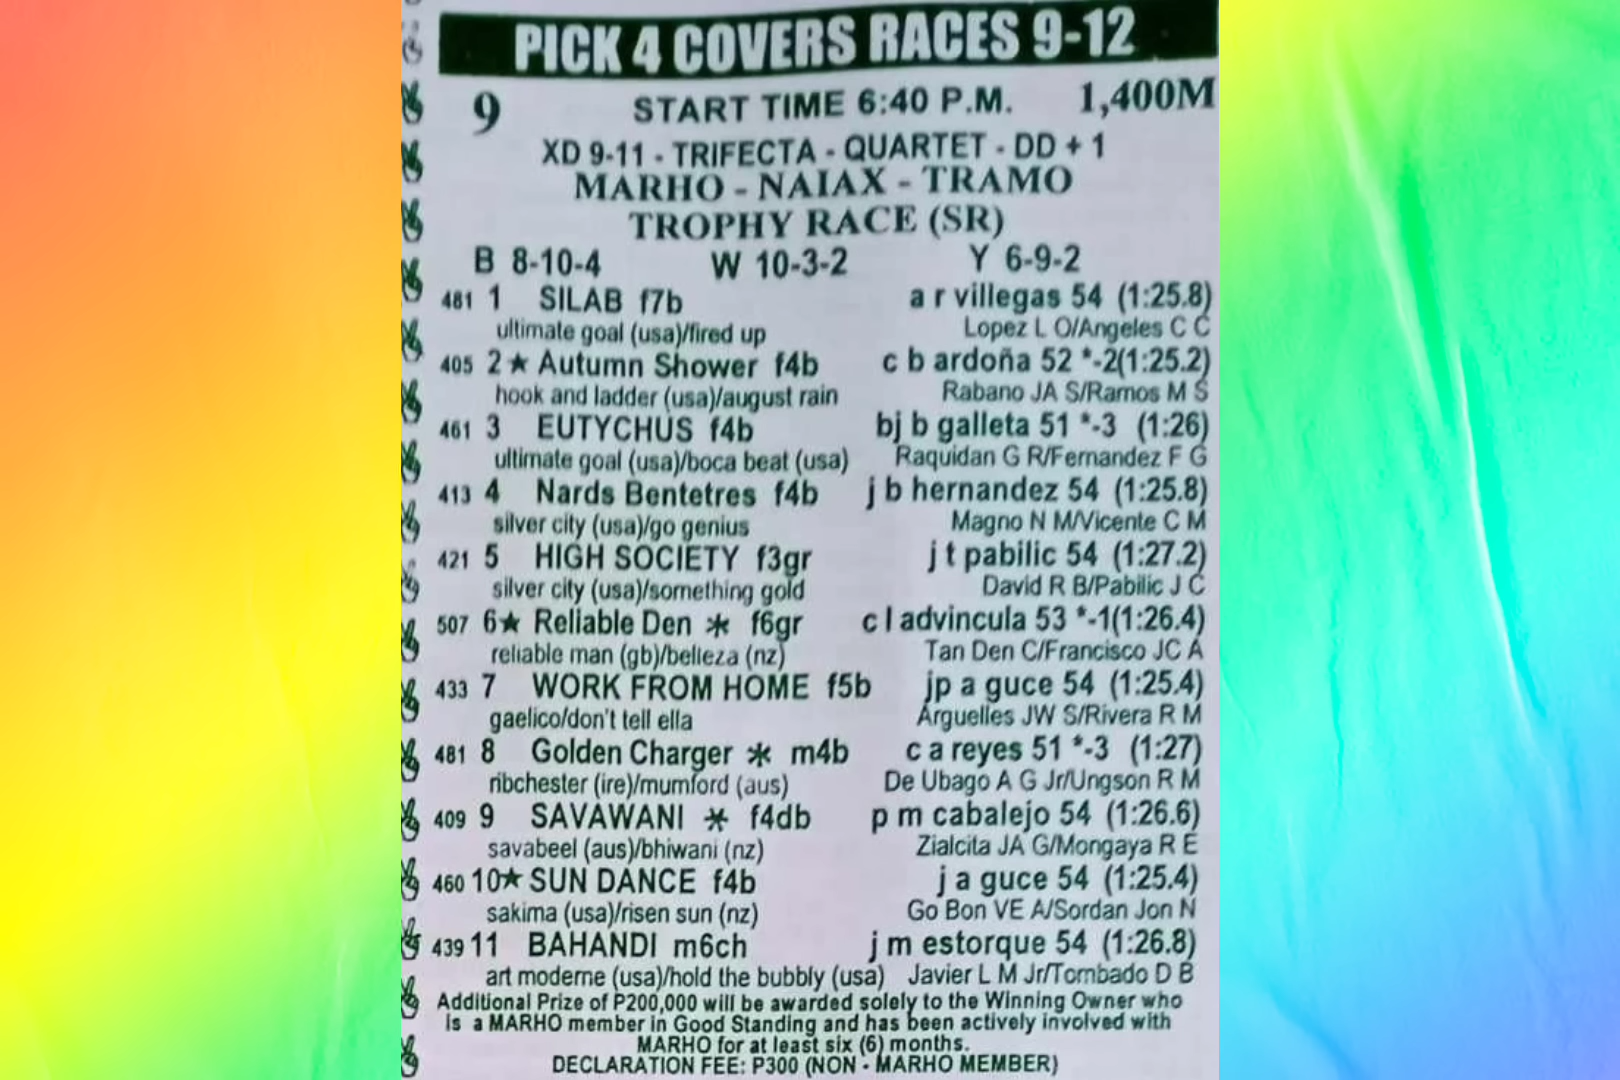 PICK 4 COVERS RACES 9-12
9 START TIME 6:40 P.M. 1,400M
XD 9-11 - TRIFECTA - QUARTET - DD + 1
MARHO - NAIAX - TRAMO
TROPHY RACE (SR)
B 8-10-4 W 10-3-2 Y 6-9-2
481 1 SILAB f7b a r villegas 54 (1:25.8)
ultimate goal (usa)/fired up Lopez L O/Angeles C C
405 2★ Autumn Shower f4b c b ardoña 52 *-2(1:25.2)
hook and ladder (usa)/august rain Rabano JA S/Ramos M S
461 3 EUTYCHUS f4b bj b galleta 51 *-3 (1:26)
ultimate goal (usa)/boca beat (usa) Raquidan G R/Fernandez F G
413 4 Nards Bentetres f4b j b hernandez 54 (1:25.8)
silver city (usa)/go genius Magno N M/Vicente C M
421 5 HIGH SOCIETY f3gr j t pabilic 54 (1:27.2)
silver city (usa)/something gold David R B/Pabilic J C
507 6★ Reliable Den * f6gr c l advincula 53 *-1(1:26.4)
reliable man (gb)/belleza (nz) Tan Den C/Francisco JC A
433 7 WORK FROM HOME f5b jp a guce 54 (1:25.4)
gaelico/don't tell ella Arguelles JW S/Rivera R M
481 8 Golden Charger * m4b c a reyes 51 *-3 (1:27)
ribchester (ire)/mumford (aus) De Ubago A G Jr/Ungson R M
409 9 SAVAWANI * f4db p m cabalejo 54 (1:26.6)
savabeel (aus)/bhiwani (nz) Zialcita JA G/Mongaya R E
460 10★ SUN DANCE f4b j a guce 54 (1:25.4)
sakima (usa)/risen sun (nz) Go Bon VE A/Sordan Jon N
439 11 BAHANDI m6ch j m estorque 54 (1:26.8)
art moderne (usa)/hold the bubbly (usa) Javier L M Jr/Tombado D B
Additional Prize of P200,000 will be awarded solely to the Winning Owner who
is a MARHO member in Good Standing and has been actively involved with
MARHO for at least six (6) months.
DECLARATION FEE: P300 (NON - MARHO MEMBER)